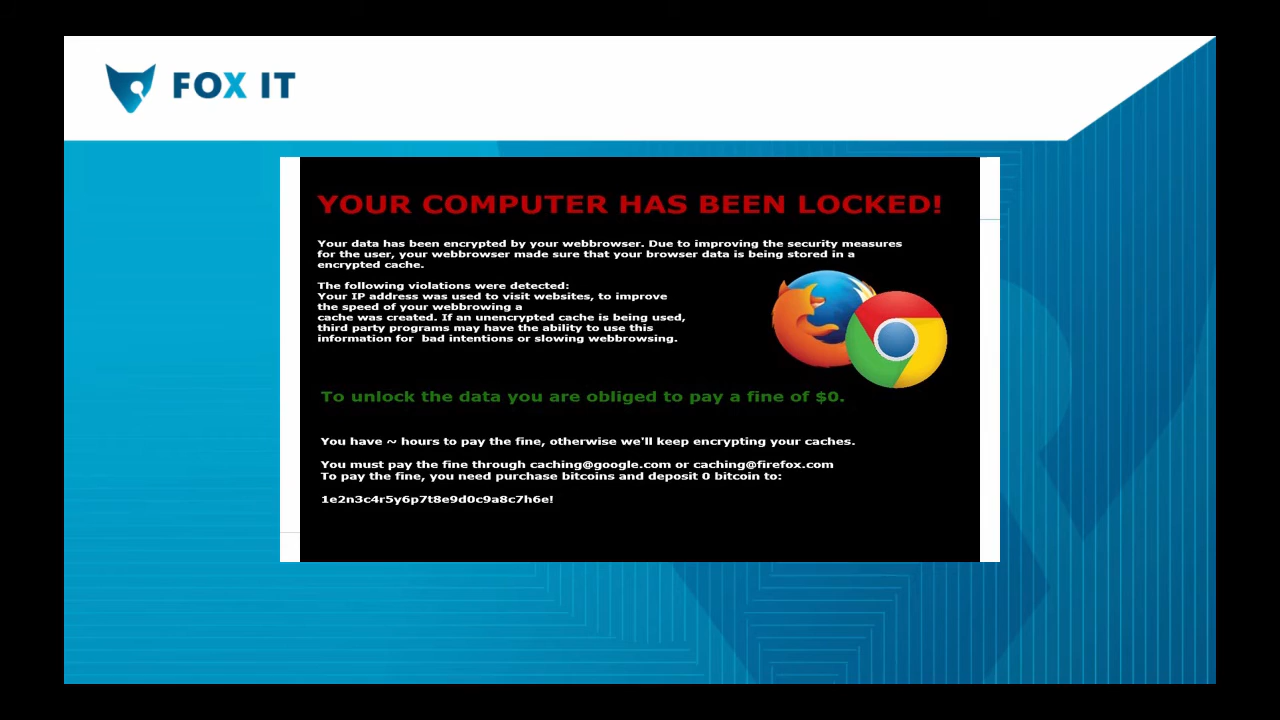 FOX IT
YOUR COMPUTER HAS BEEN LOCKED!
Your data has been encrypted by your webbrowser. Due to improving the security measures
for the user, your webbrowser made sure that your browser data is being stored in a
encrypted cache.
The following violations were detected:
Your IP address was used to visit websites, to improve
the speed of your webbrowing a
cache was created. If an unencrypted cache is being used,
third party programs may have the ability to use this
information for  bad intentions or slowing webbrowsing.
To unlock the data you are obliged to pay a fine of $0.
You have ~ hours to pay the fine, otherwise we'll keep encrypting your caches.
You must pay the fine through caching@google.com or caching@firefox.com
To pay the fine, you need purchase bitcoins and deposit 0 bitcoin to:
1e2n3c4r5y6p7t8e9d0c9a8c7h6e!